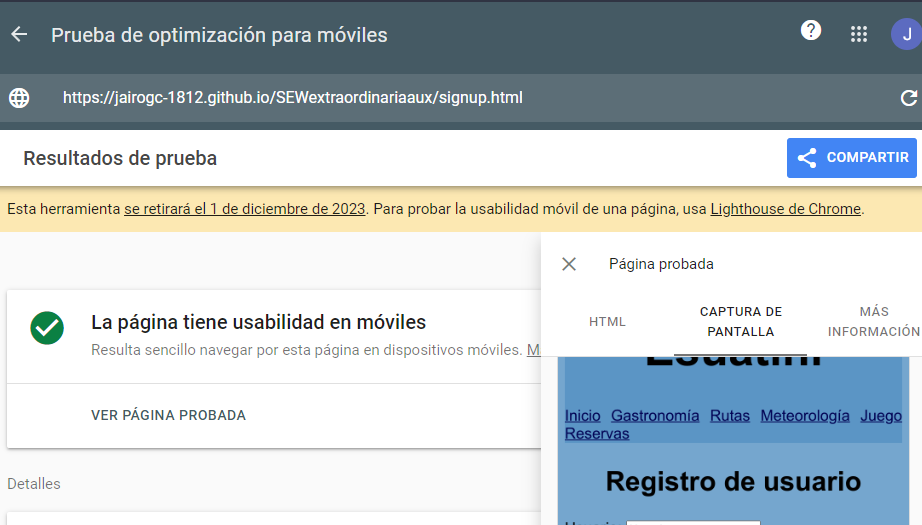 Prueba de optimización para móviles
J
https://jairogc-1812.github.io/SEWextraordinariaaux/signup.html
Resultados de prueba
COMPARTIR
Esta herramienta se retirará el 1 de diciembre de 2023. Para probar la usabilidad móvil de una página, usa Lighthouse de Chrome.
La página tiene usabilidad en móviles
Resulta sencillo navegar por esta página en dispositivos móviles. M
VER PÁGINA PROBADA
Detalles
Página probada
HTML
CAPTURA DE
PANTALLA
MÁS
INFORMACIÓN
Inicio Gastronomía Rutas Meteorología Juego
Reservas
Registro de usuario